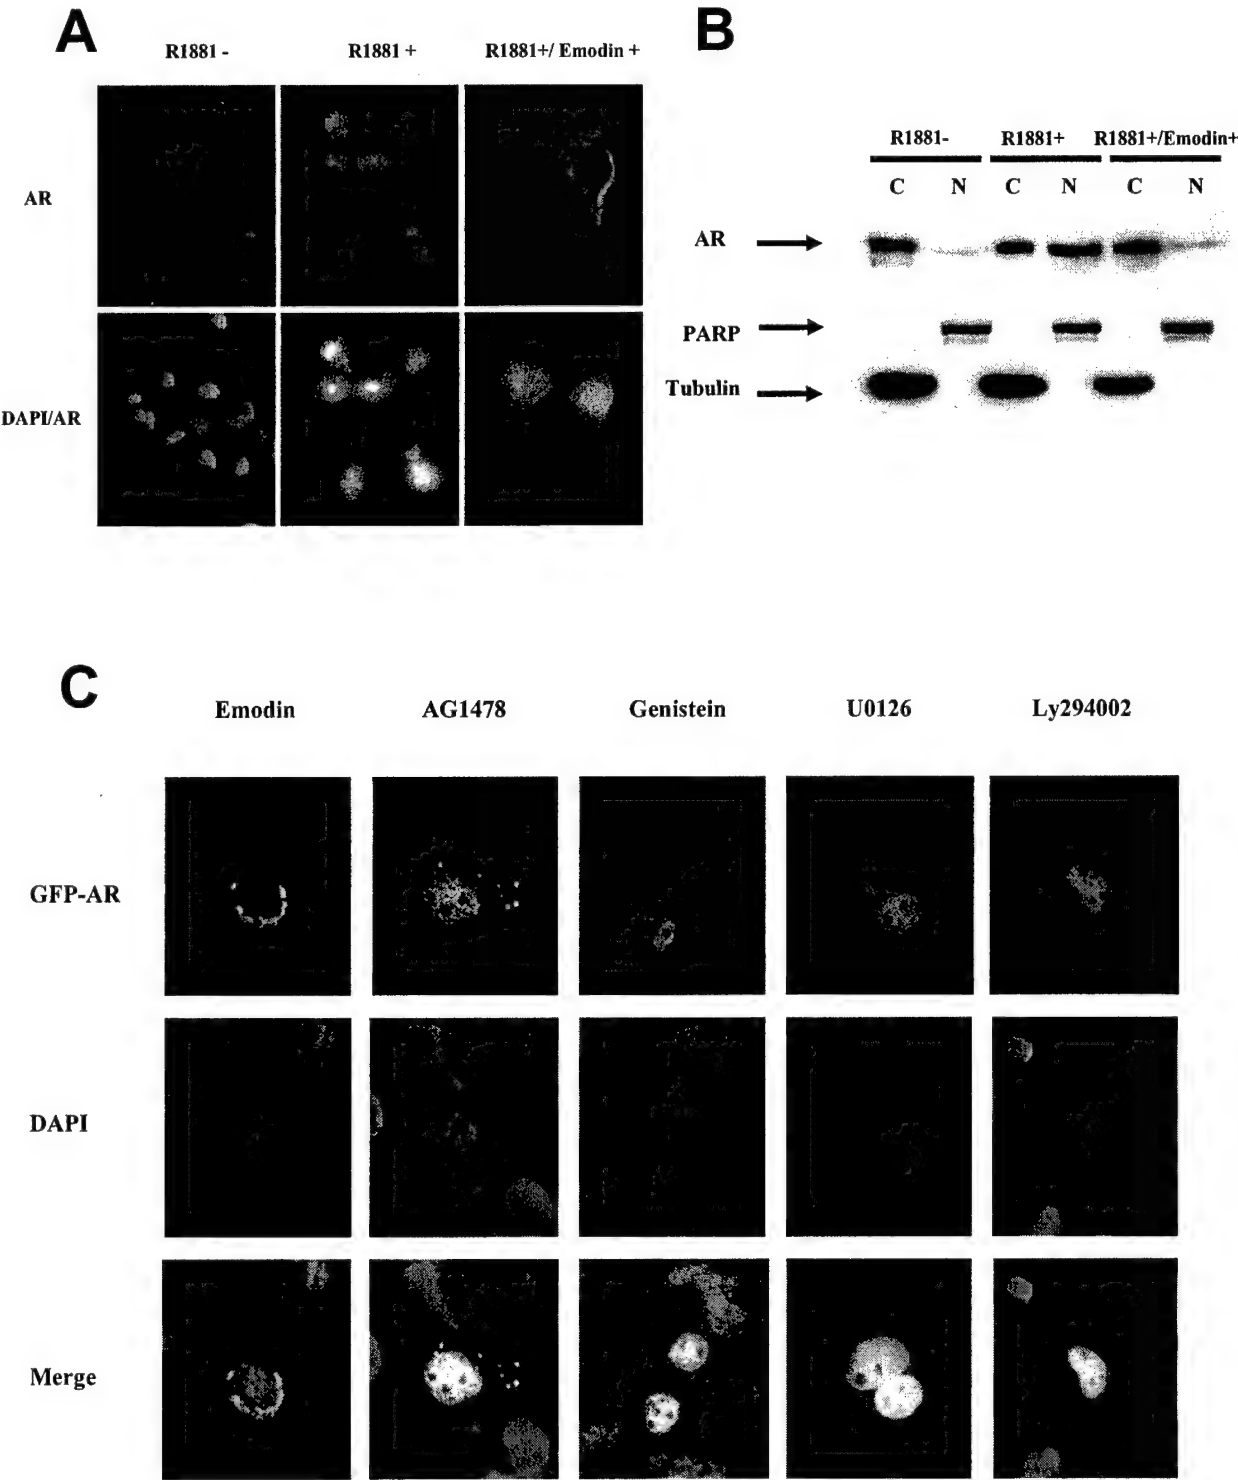 A
R1881 -
R1881 +
R1881+/ Emodin +
AR
DAPI/AR
B
R1881-
R1881+
R1881+/Emodin+
C N C N C N
AR
PARP
Tubulin
C
Emodin
AG1478
Genistein
U0126
Ly294002
GFP-AR
DAPI
Merge